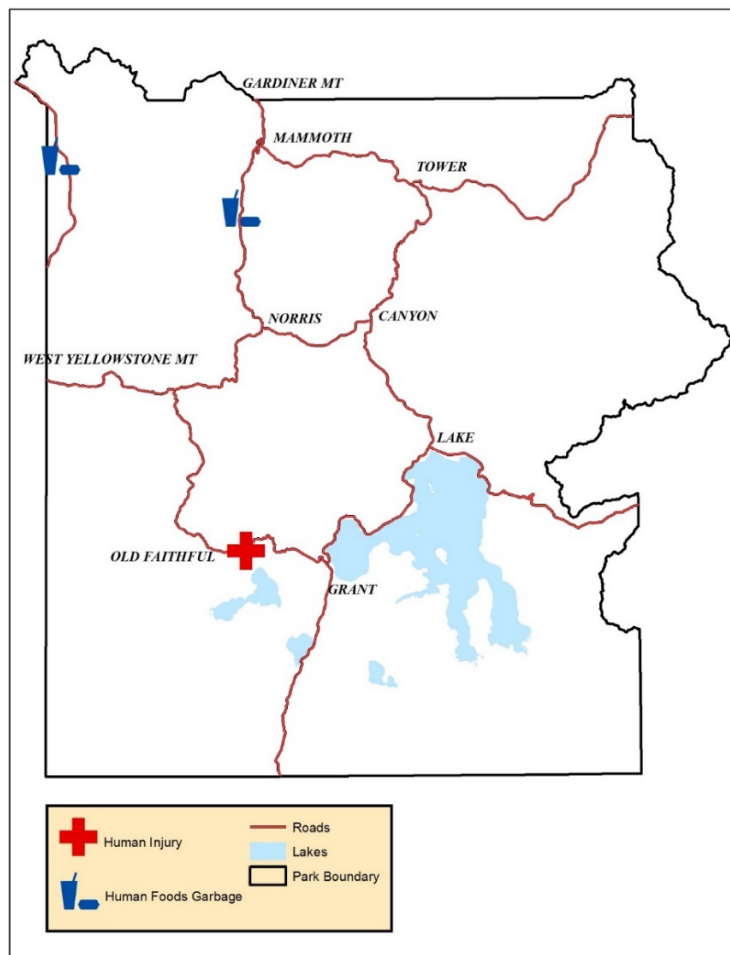 GARDINER MT
MAMMOTH
TOWER
NORRIS
CANYON
WEST YELLOWSTONE MT
LAKE
OLD FAITHFUL
GRANT
Human Injury
Human Foods Garbage
Roads
Lakes
Park Boundary